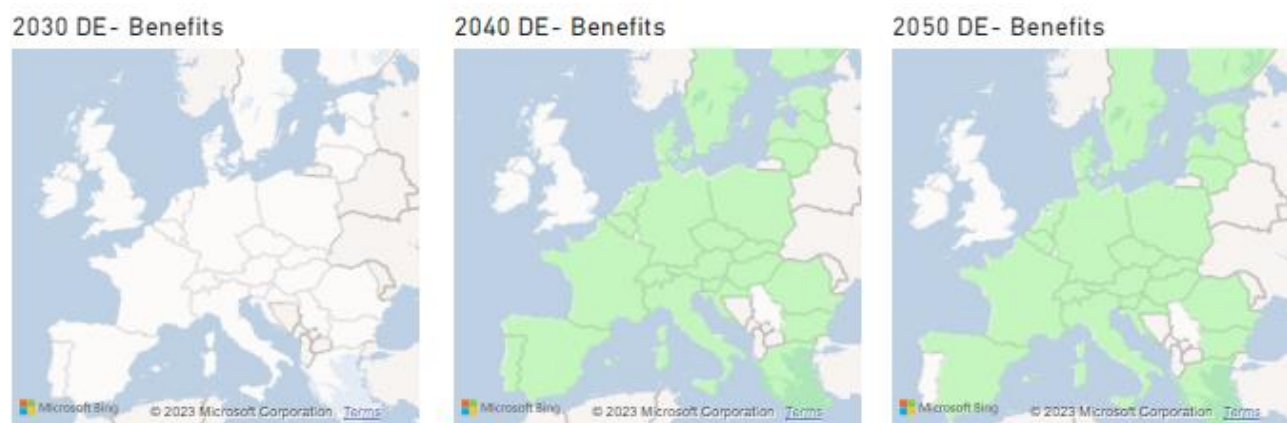 2030 DE- Benefits
2040 DE- Benefits
2050 DE- Benefits
Microsoft Bing © 2023 Microsoft Corporation Terms
Microsoft Bing © 2023 Microsoft Corporation Terms
Microsoft Bing © 2023 Microsoft Corporation Terms